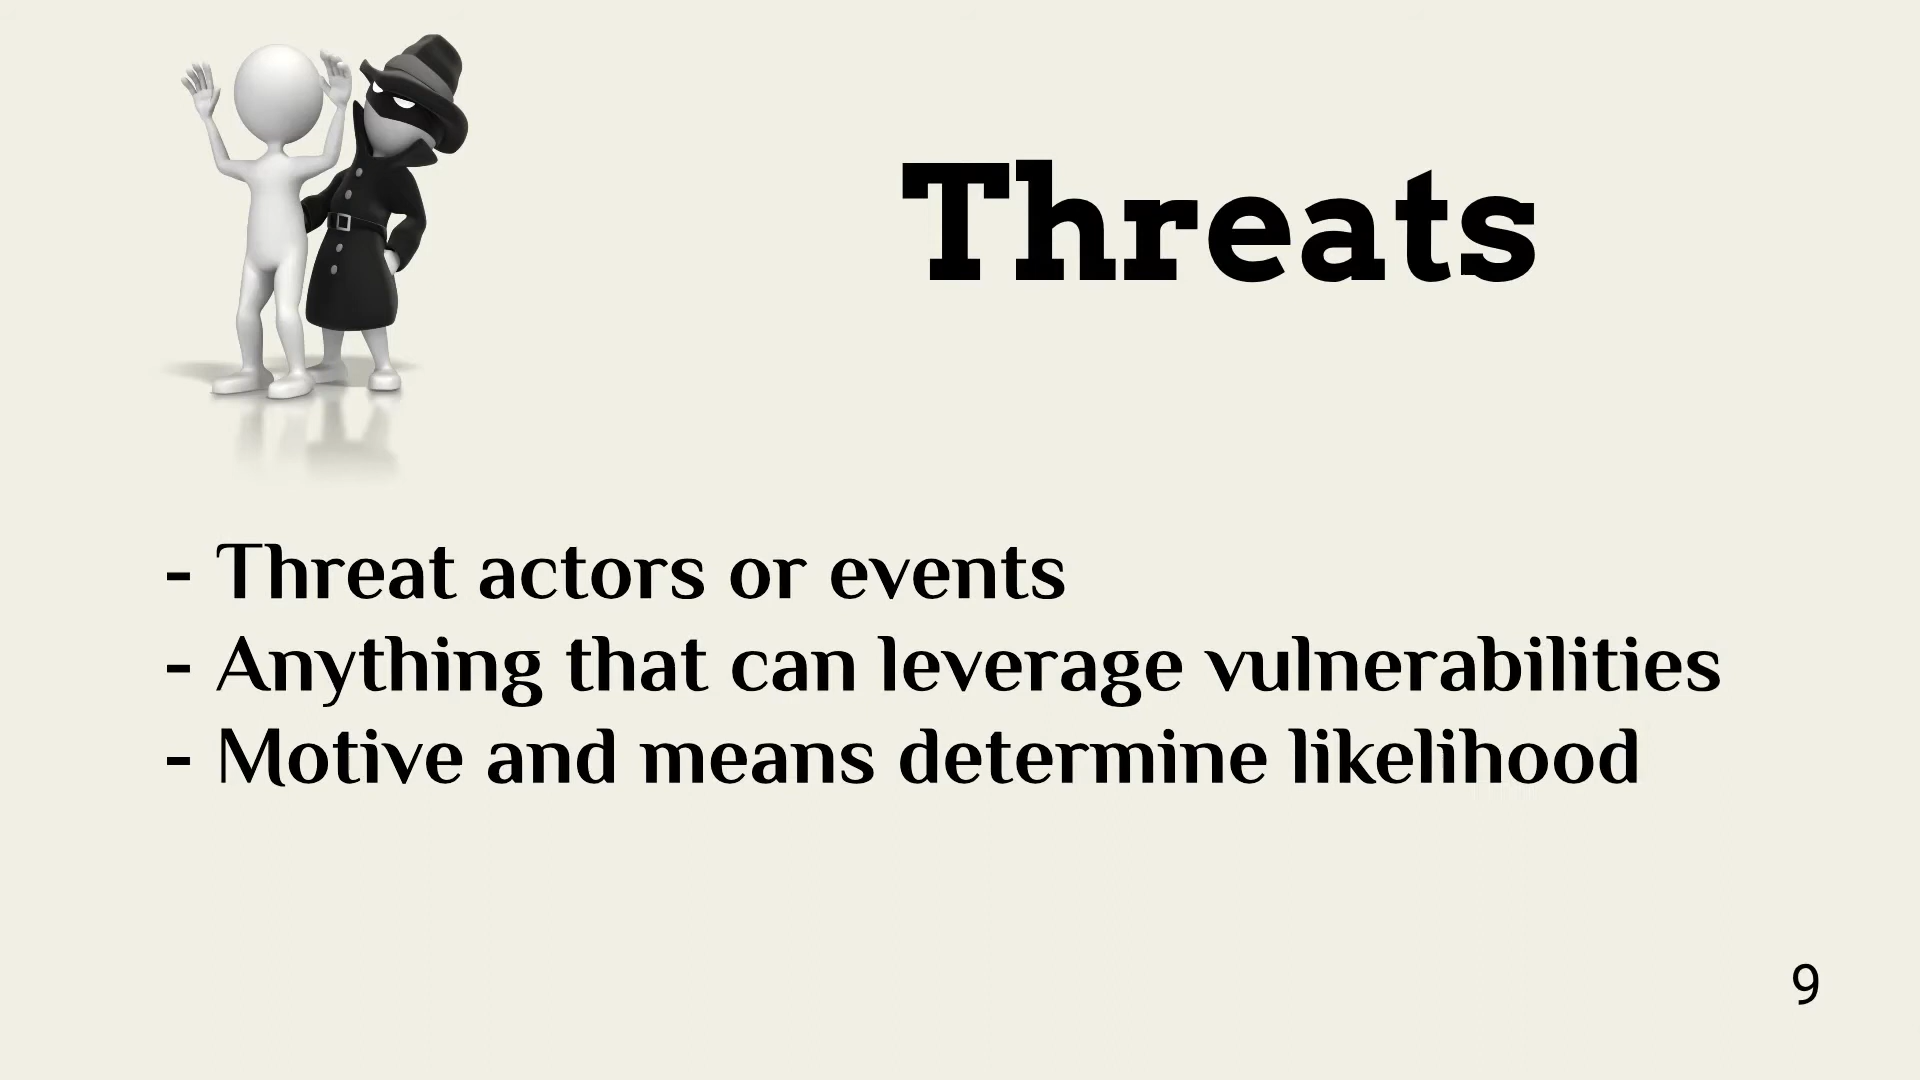 Threats
- Threat actors or events
- Anything that can leverage vulnerabilities
- Motive and means determine likelihood
9